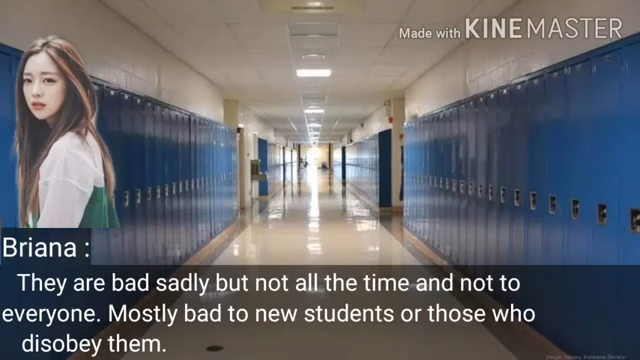 Made with KINEMASTER
Briana :
They are bad sadly but not all the time and not to
everyone. Mostly bad to new students or those who
disobey them.